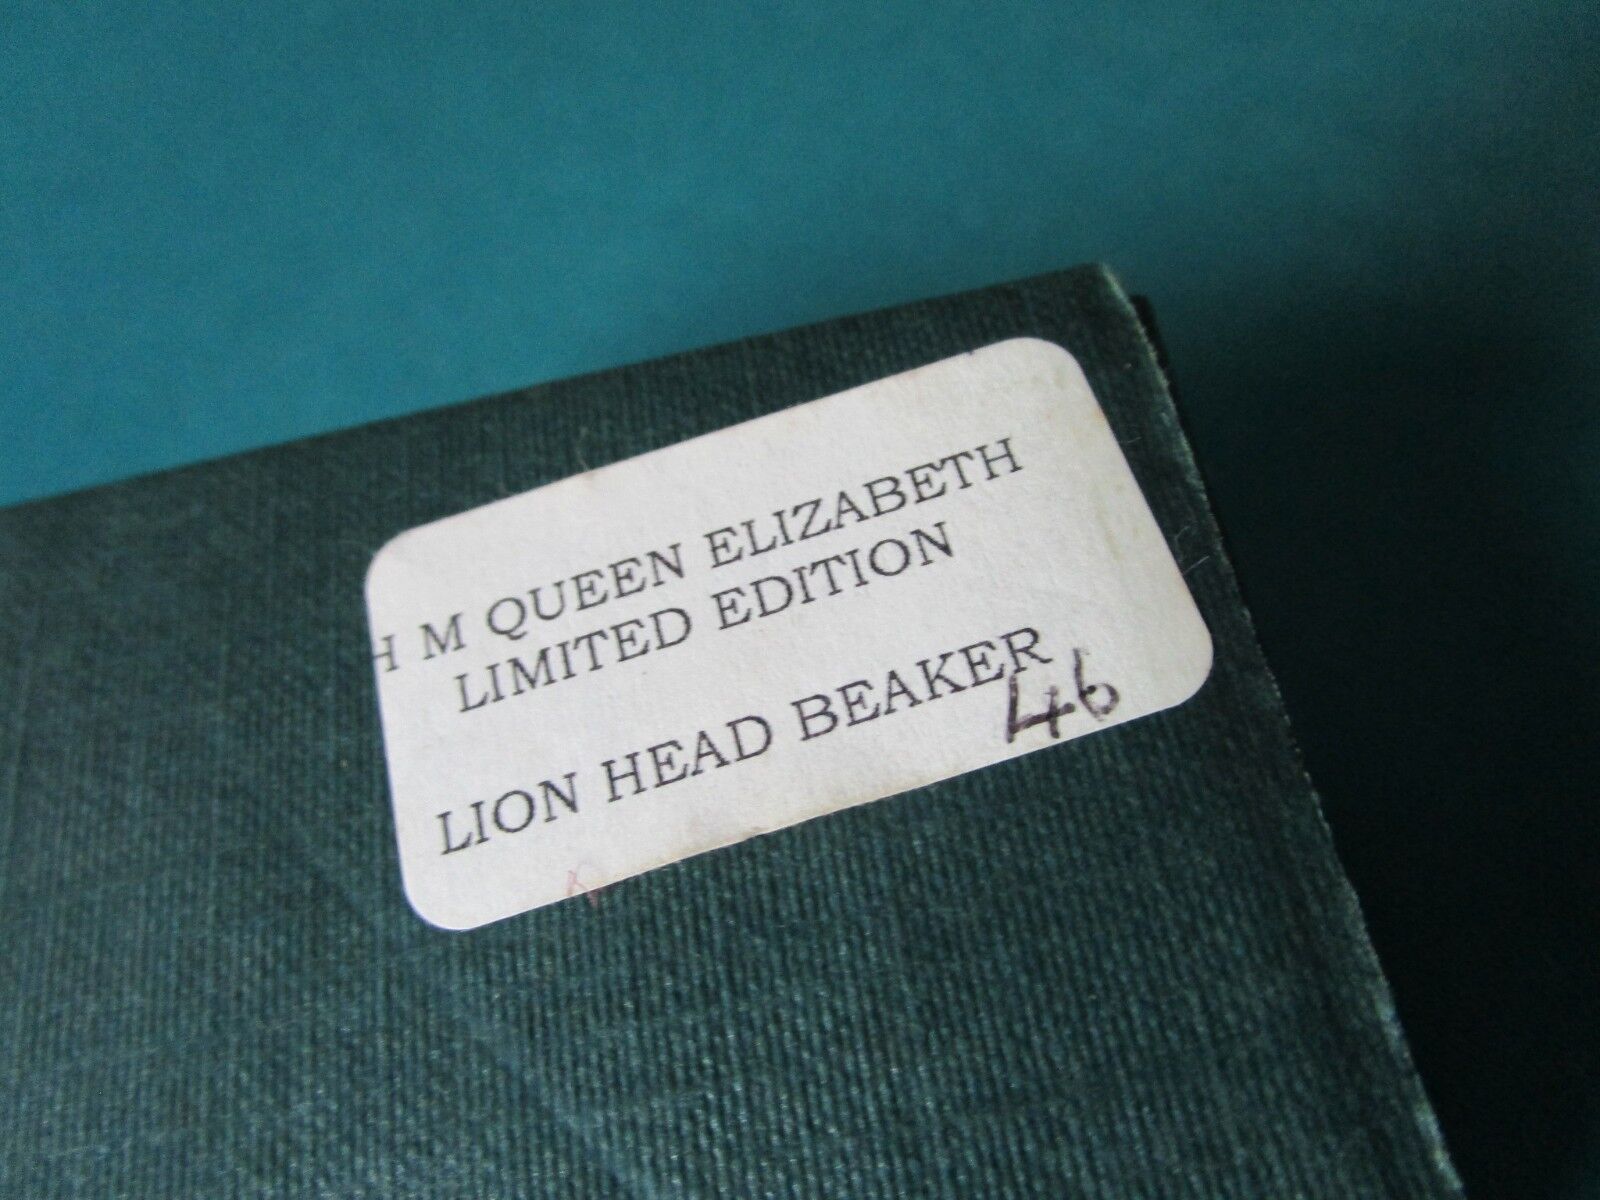 H M QUEEN ELIZABETH
LIMITED EDITION
LION HEAD BEAKER
46